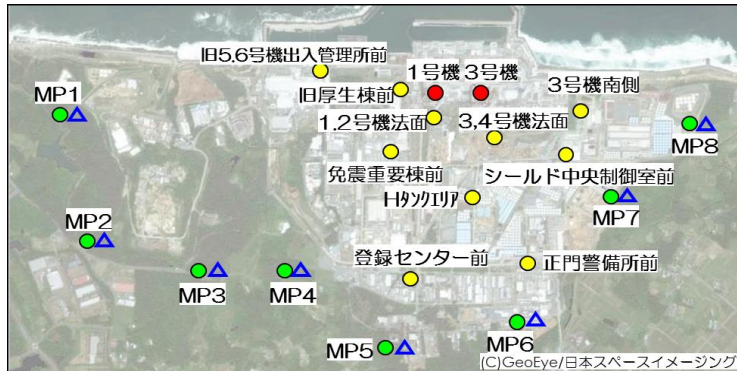 旧5.6号機出入管理所前
1号機 3号機
3号機南側
MP1
旧厚生棟前
1.2号機法面
3,4号機法面
MP8
免震重要棟前
シールド中央制御室前
Hﾀﾝｸｴﾘｱ
MP7
MP2
登録センター前
正門警備所前
MP3
MP4
MP5
MP6
(C)GeoEye/日本スペースイメージング